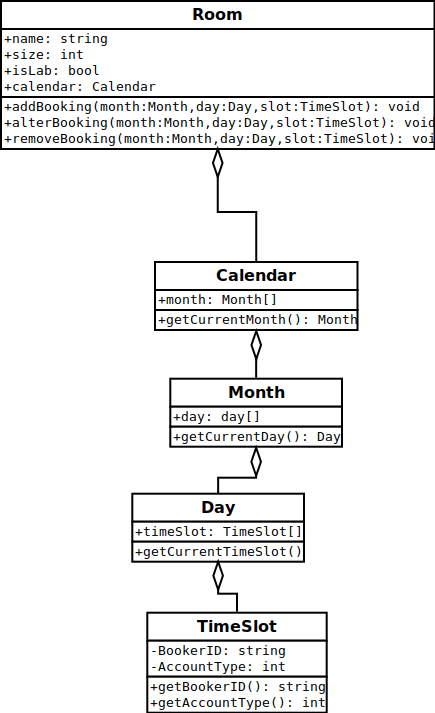 Room
+name: string
+size: int
+isLab: bool
+calendar: Calendar
+addBooking(month:Month,day:Day,slot:TimeSlot): void
+alterBooking(month:Month,day:Day,slot:TimeSlot): void
+removeBooking(month:Month,day:Day,slot:TimeSlot): voi
Calendar
+month: Month[]
+getCurrentMonth(): Month
Month
+day: day[]
+getCurrentDay(): Day
Day
+timeSlot: TimeSlot[]
+getCurrentTimeSlot()
TimeSlot
-BookerID: string
-AccountType: int
+getBookerID(): string
+getAccountType(): int